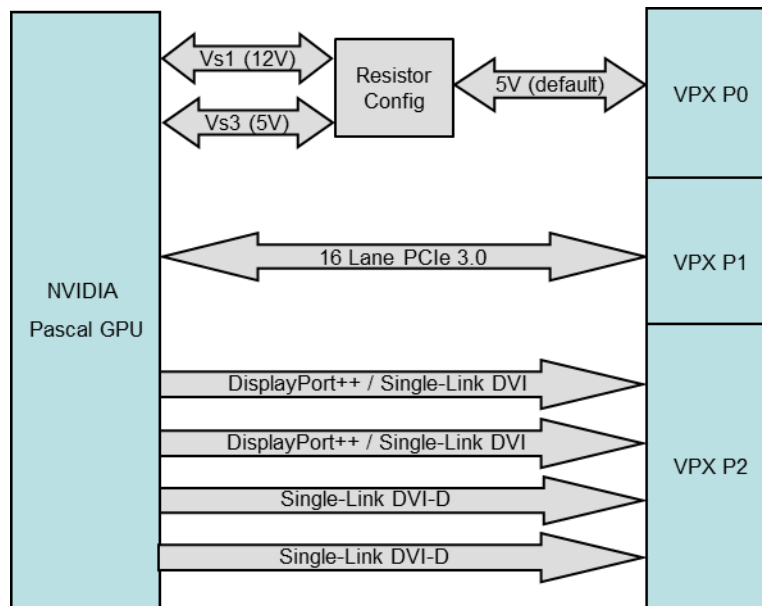 Vs1 (12V)
Resistor
Config
5V (default)
VPX P0
Vs3 (5V)
16 Lane PCIe 3.0
VPX P1
NVIDIA
Pascal GPU
DisplayPort++ / Single-Link DVI
DisplayPort++ / Single-Link DVI
VPX P2
Single-Link DVI-D
Single-Link DVI-D